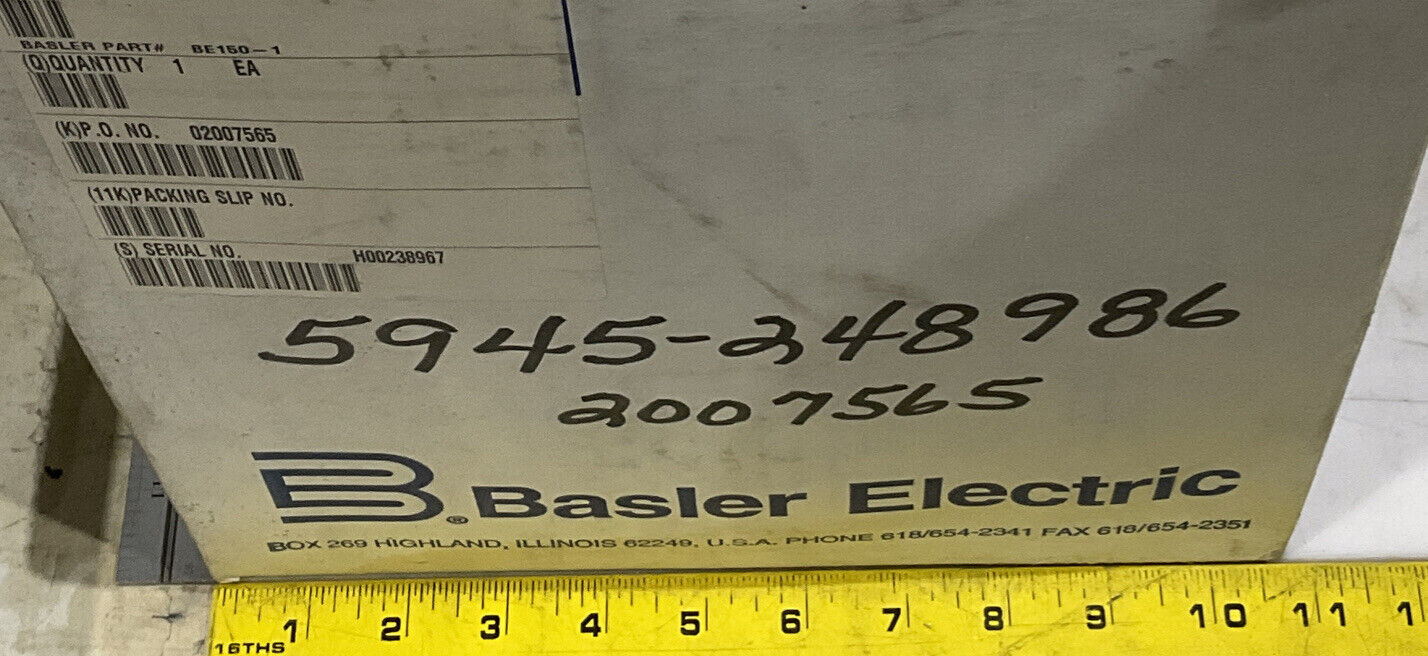 BASLER PART# BE150-1
(Q)QUANTITY 1 EA
(K)P.O. NO. 02007565
(11K)PACKING SLIP NO.
(S) SERIAL NO. H00238967
5945-248986
2007565
B® Basler Electric
BOX 269 HIGHLAND, ILLINOIS 62249, U.S.A. PHONE 618/654-2341 FAX 618/654-2351
1 2 3 4 5 6 7 8 9 10 11 1
16THS